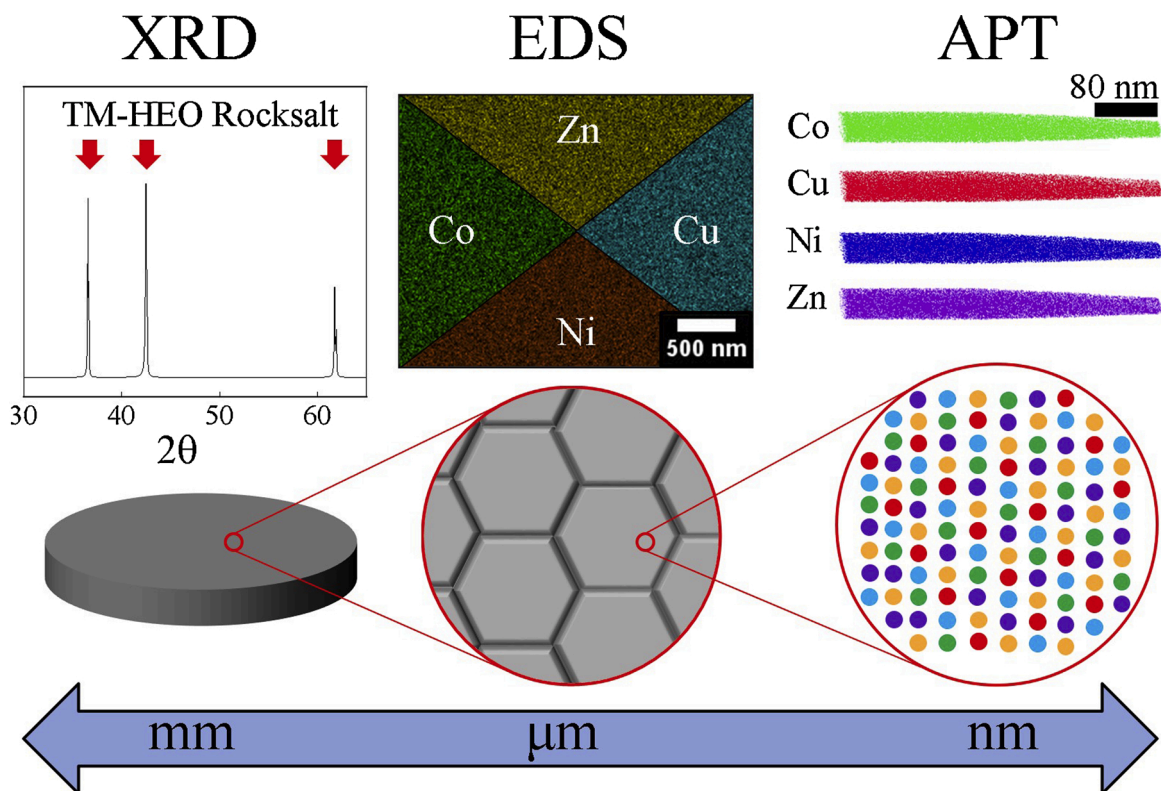 XRD
EDS
APT
TM-HEO Rocksalt
30
40
50
60
2θ
Zn
Co
Cu
Ni
500 nm
80 nm
Co
Cu
Ni
Zn
mm
μm
nm